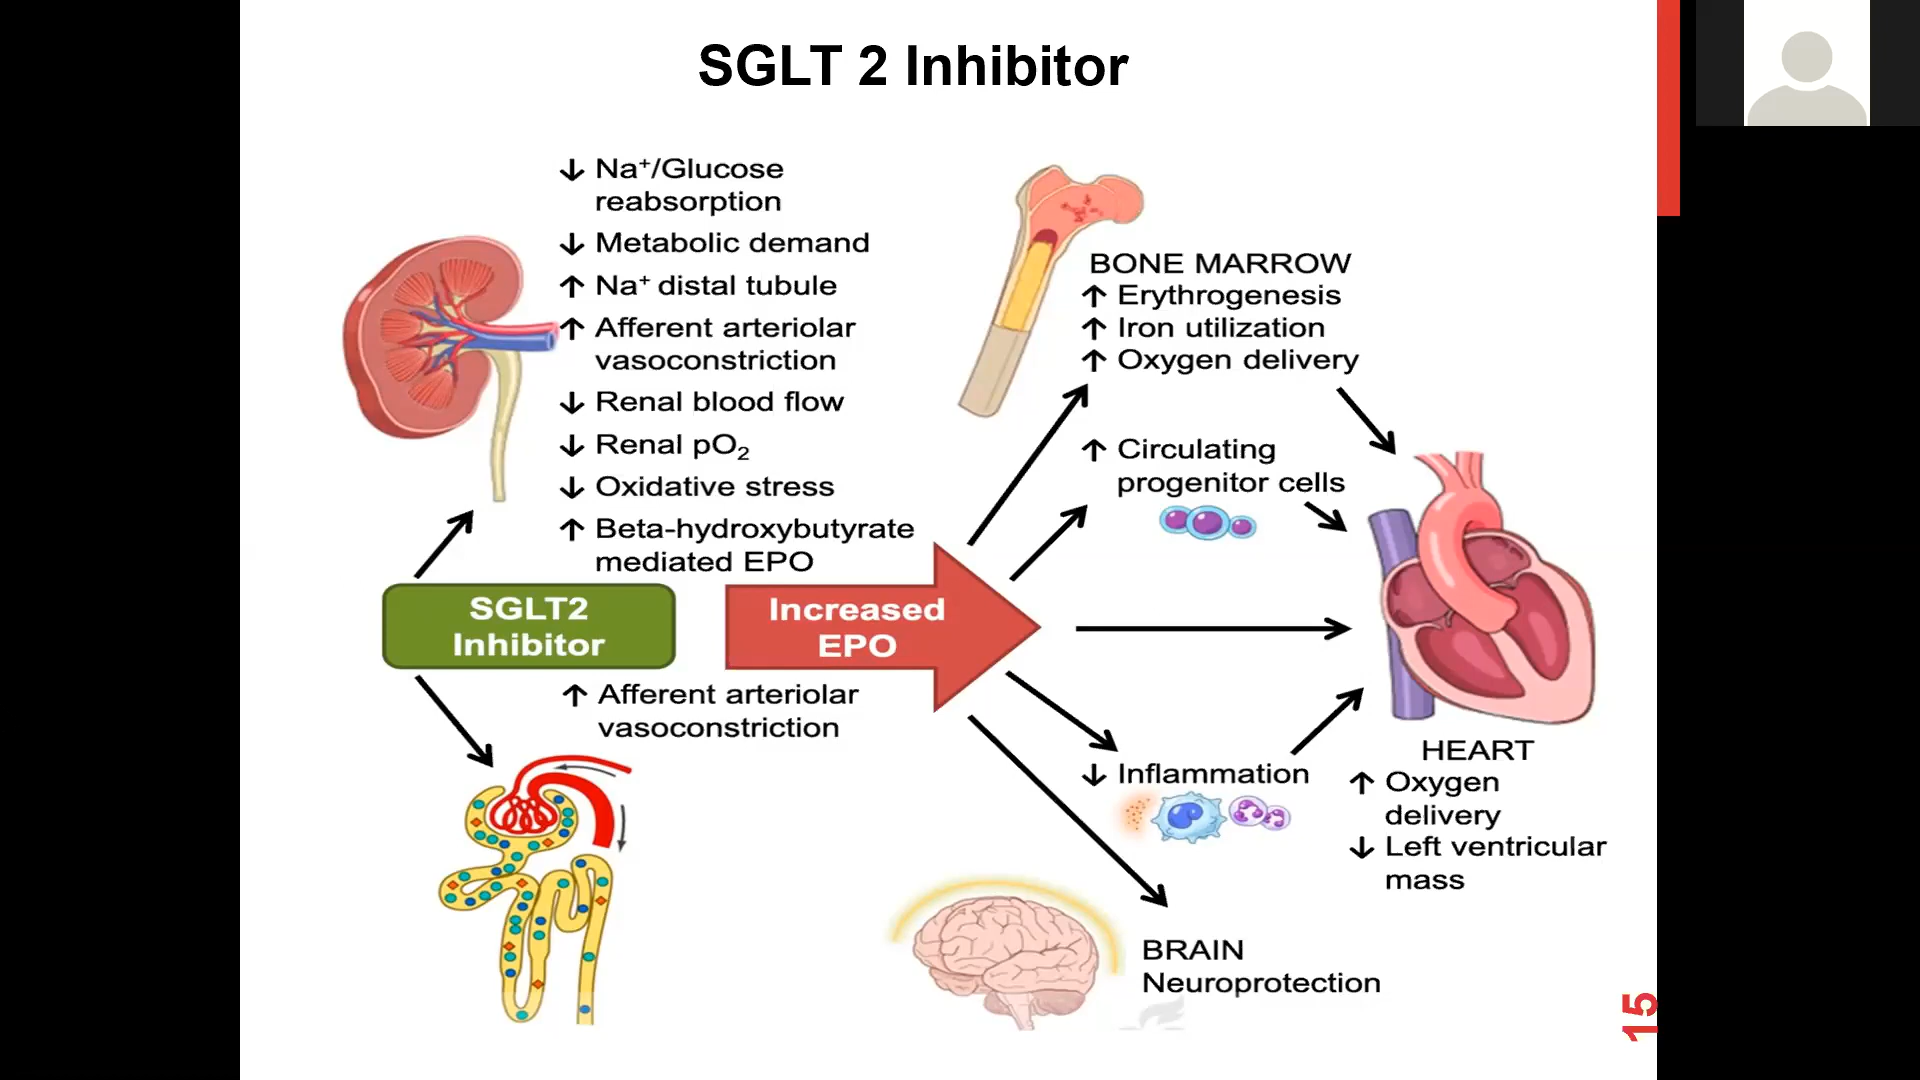 SGLT 2 Inhibitor
↓ Na⁺/Glucose
reabsorption
↓ Metabolic demand
↑ Na⁺ distal tubule
↑ Afferent arteriolar
vasoconstriction
↓ Renal blood flow
↓ Renal pO₂
↓ Oxidative stress
↑ Beta-hydroxybutyrate
mediated EPO
SGLT2
Inhibitor
Increased
EPO
↑ Afferent arteriolar
vasoconstriction
BONE MARROW
↑ Erythrogenesis
↑ Iron utilization
↑ Oxygen delivery
↑ Circulating
progenitor cells
↓ Inflammation
HEART
↑ Oxygen
delivery
↓ Left ventricular
mass
BRAIN
Neuroprotection
15